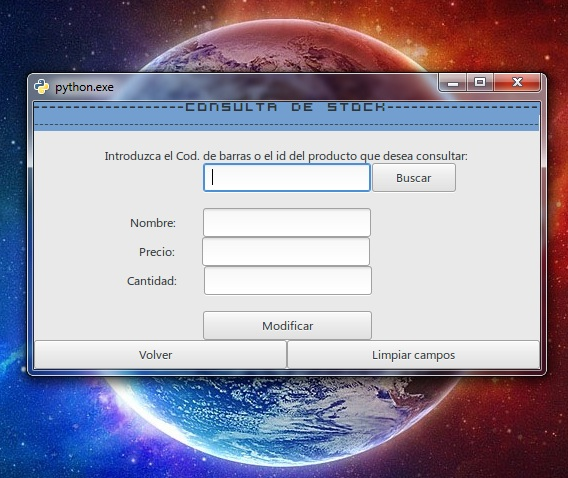 python.exe
------------------CONSULTA DE STOCK------------------
Introduzca el Cod. de barras o el id del producto que desea consultar:
Buscar
Nombre:
Precio:
Cantidad:
Modificar
Volver Limpiar campos